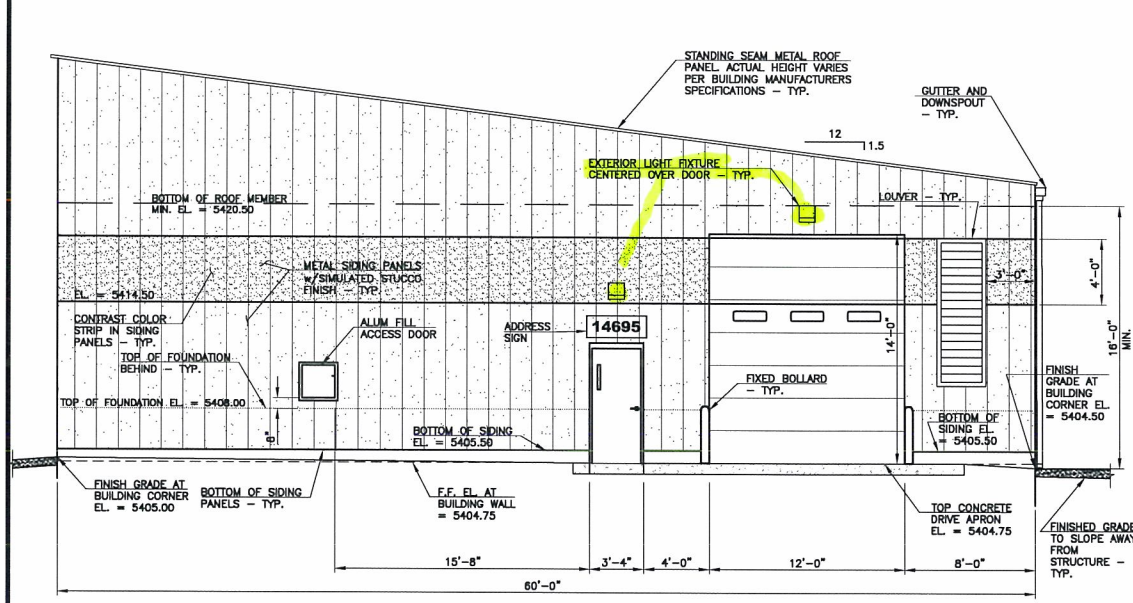 STANDING SEAM METAL ROOF
PANEL. ACTUAL HEIGHT VARIES
PER BUILDING MANUFACTURERS
SPECIFICATIONS - TYP.
GUTTER AND
DOWNSPOUT
- TYP.
12
1.5
EXTERIOR LIGHT FIXTURE
CENTERED OVER DOOR - TYP.
BOTTOM OF ROOF MEMBER
MIN. EL. = 5420.50
LOUVER - TYP.
METAL SIDING PANELS
w/SIMULATED STUCCO
FINISH - TYP.
3'-0"
4'-0"
EL. = 5414.50
CONTRAST COLOR
STRIP IN SIDING
PANELS - TYP.
ALUM FILL
ACCESS DOOR
ADDRESS
SIGN
14695
14'-0"
16'-0"
MIN.
TOP OF FOUNDATION
BEHIND - TYP.
FIXED BOLLARD
- TYP.
FINISH
GRADE AT
BUILDING
CORNER EL.
= 5404.50
TOP OF FOUNDATION EL. = 5408.00
8"
BOTTOM OF SIDING
EL. = 5405.50
BOTTOM OF
SIDING EL.
= 5405.50
FINISH GRADE AT
BUILDING CORNER
EL. = 5405.00
BOTTOM OF SIDING
PANELS - TYP.
F.F. EL. AT
BUILDING WALL
= 5404.75
TOP CONCRETE
DRIVE APRON
EL. = 5404.75
FINISHED GRADE
TO SLOPE AWAY
FROM
STRUCTURE -
TYP.
15'-8"
3'-4"
4'-0"
12'-0"
8'-0"
60'-0"